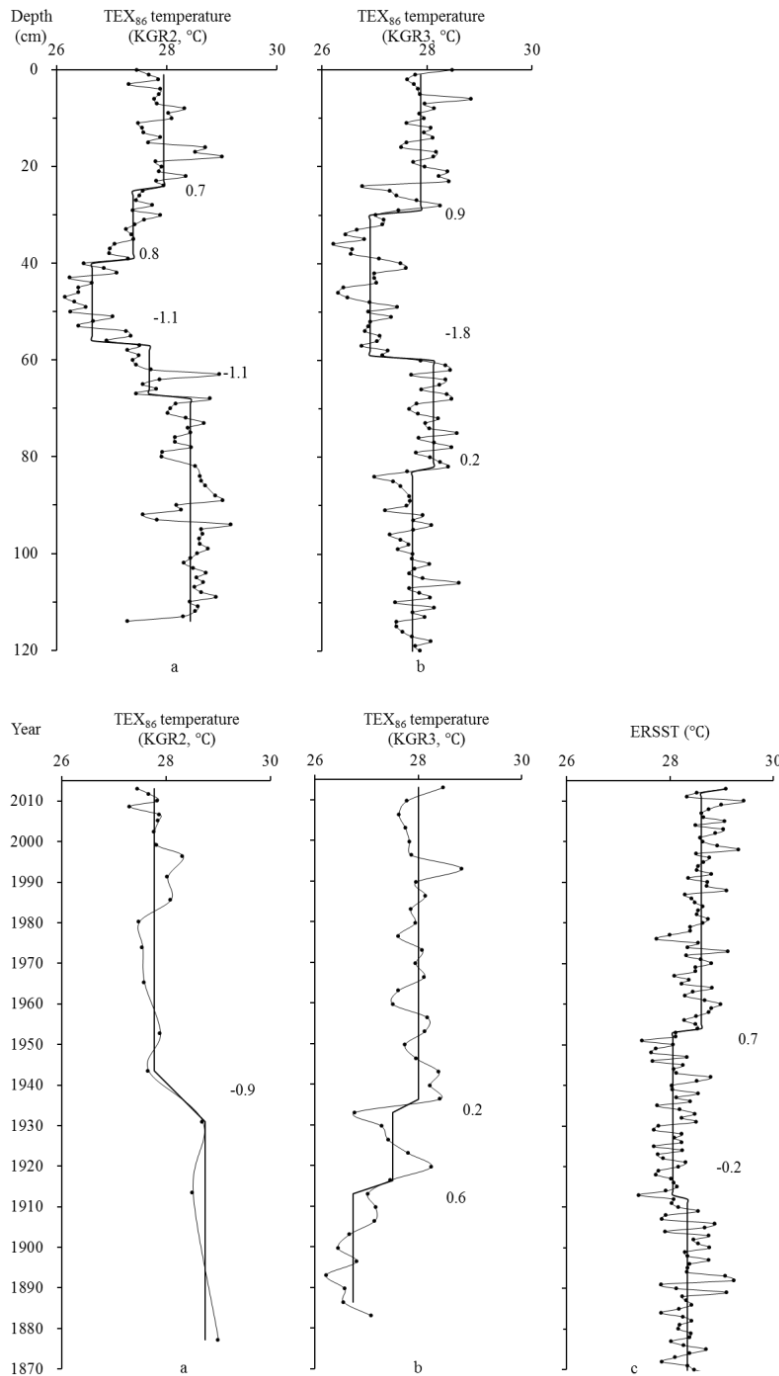 Depth
(cm)
TEX₈₆ temperature
(KGR2, °C)
26 28 30
TEX₈₆ temperature
(KGR3, °C)
26 28 30
0
20
40
60
80
100
120
0.7
0.8
-1.1
-1.1
a
0.9
-1.8
0.2
b
Year
TEX₈₆ temperature
(KGR2, °C)
26 28 30
TEX₈₆ temperature
(KGR3, °C)
26 28 30
ERSST (°C)
26 28 30
2010
2000
1990
1980
1970
1960
1950
1940
1930
1920
1910
1900
1890
1880
1870
-0.9
a
0.2
0.6
b
0.7
-0.2
c